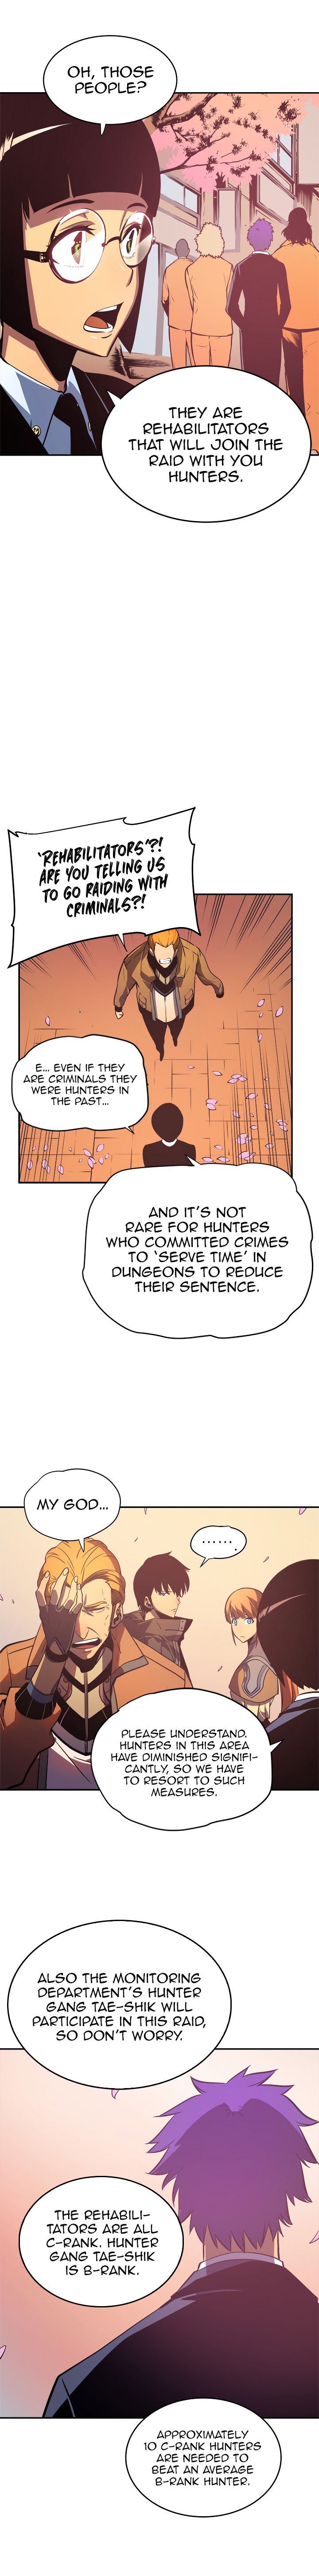 OH, THOSE
PEOPLE?
THEY ARE
REHABILITATORS
THAT WILL JOIN THE
RAID WITH YOU
HUNTERS.
'REHABILITATORS'?!
ARE YOU TELLING US
TO GO RAIDING WITH
CRIMINALS?!
E... EVEN IF THEY
ARE CRIMINALS THEY
WERE HUNTERS IN
THE PAST...
AND IT'S NOT
RARE FOR HUNTERS
WHO COMMITTED CRIMES
TO 'SERVE TIME' IN
DUNGEONS TO REDUCE
THEIR SENTENCE.
MY GOD...
.......
PLEASE UNDERSTAND.
HUNTERS IN THIS AREA
HAVE DIMINISHED SIGNIFI-
CANTLY, SO WE HAVE
TO RESORT TO SUCH
MEASURES.
ALSO THE MONITORING
DEPARTMENT'S HUNTER
GANG TAE-SHIK WILL
PARTICIPATE IN THIS RAID,
SO DON'T WORRY.
THE REHABILI-
TATORS ARE ALL
C-RANK. HUNTER
GANG TAE-SHIK
IS B-RANK.
APPROXIMATELY
10 C-RANK HUNTERS
ARE NEEDED TO
BEAT AN AVERAGE
B-RANK HUNTER.